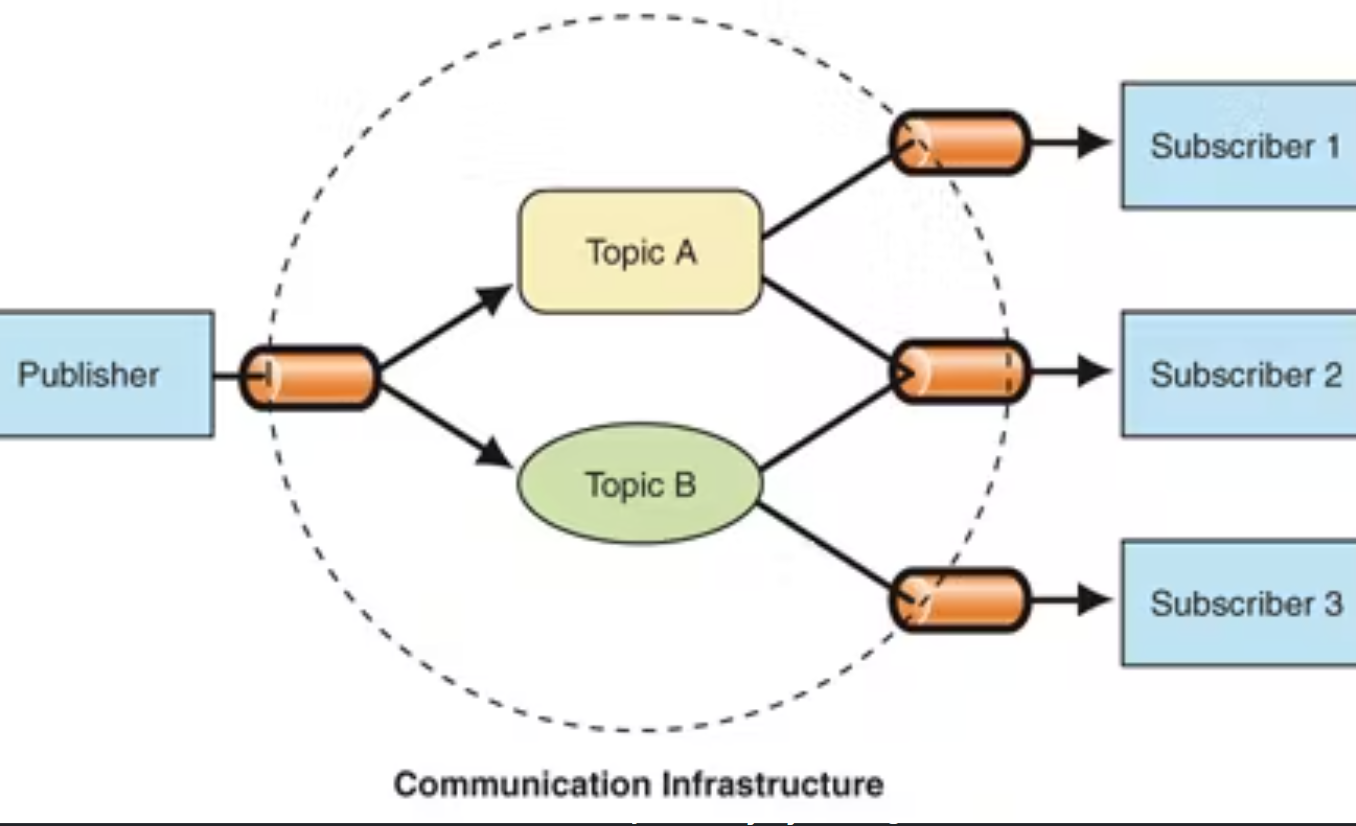 Subscriber 1
Topic A
Publisher
Subscriber 2
Topic B
Subscriber 3
Communication Infrastructure